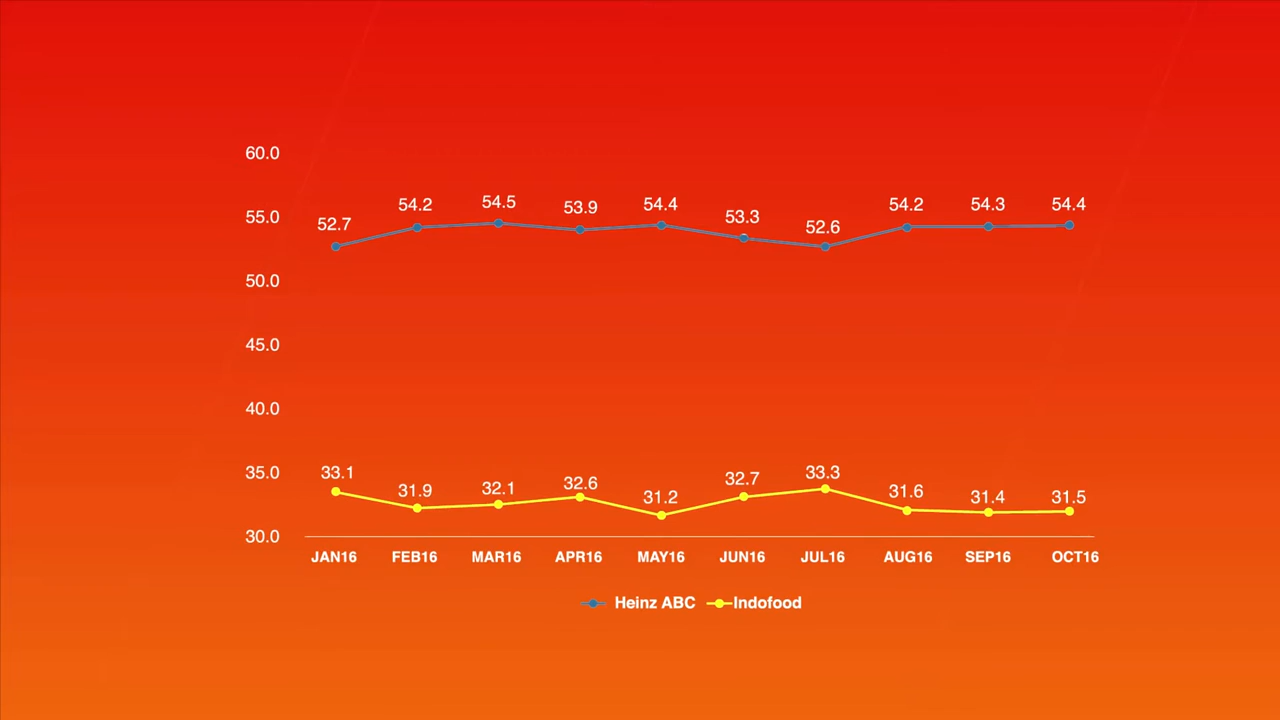 60.0
55.0
50.0
45.0
40.0
35.0
30.0
52.7 54.2 54.5 53.9 54.4 53.3 52.6 54.2 54.3 54.4
33.1 31.9 32.1 32.6 31.2 32.7 33.3 31.6 31.4 31.5
JAN16 FEB16 MAR16 APR16 MAY16 JUN16 JUL16 AUG16 SEP16 OCT16
Heinz ABC Indofood